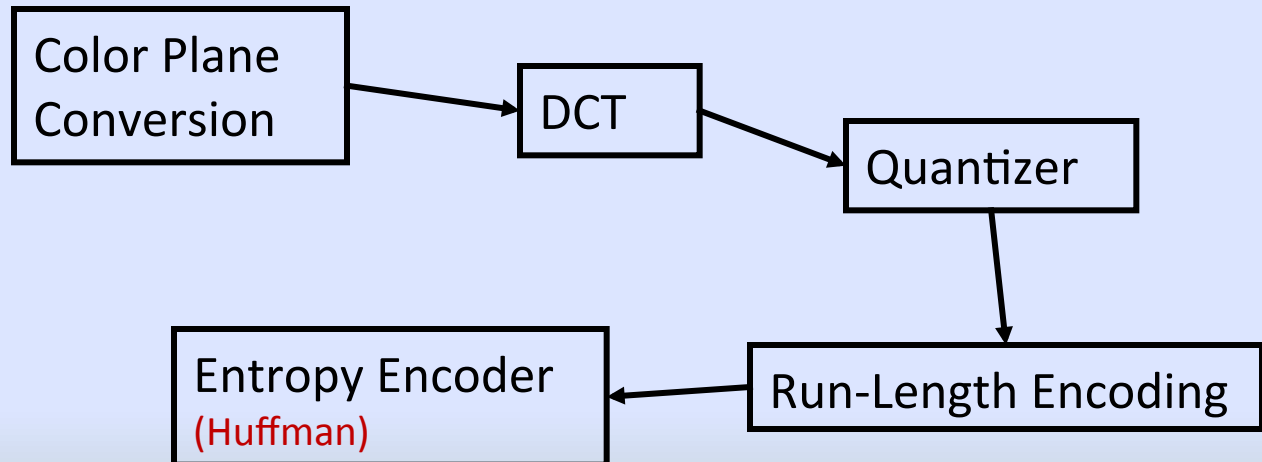 Color Plane
Conversion
DCT
Quantizer
Run-Length Encoding
Entropy Encoder
(Huffman)